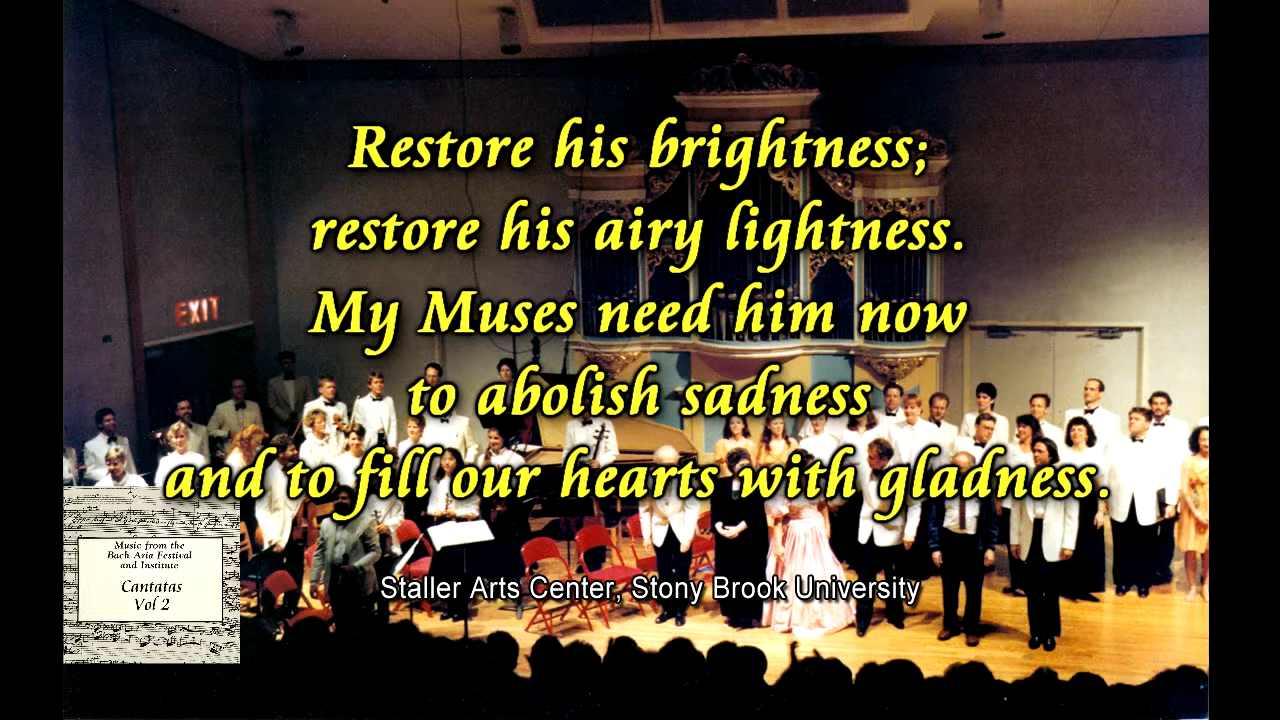 Restore his brightness;
restore his airy lightness.
My Muses need him now
to abolish sadness
and to fill our hearts with gladness.
EXIT
Music from the
Bach Aria Festival
and Institute
Cantatas
Vol 2
Staller Arts Center, Stony Brook University